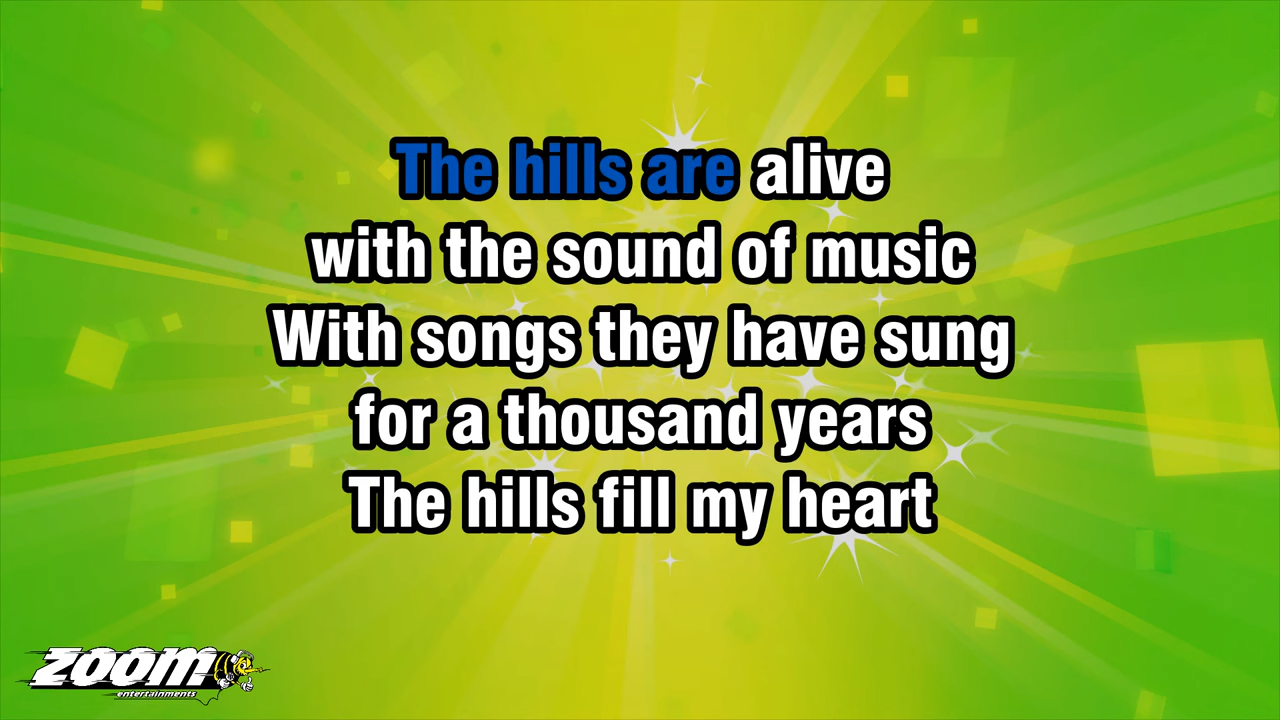 The hills are alive
with the sound of music
With songs they have sung
for a thousand years
The hills fill my heart
ZOOM
entertainments